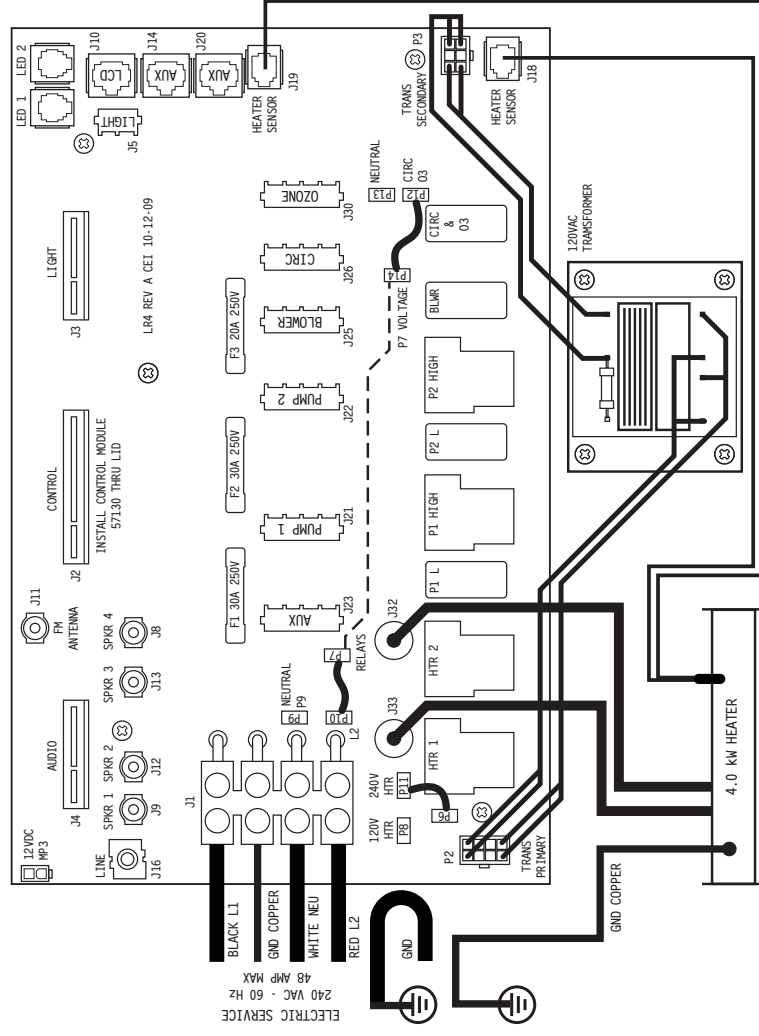 LED 2
LED 1
J10
J14
J20
LCD
AUX
AUX
J19
HEATER
SENSOR
LIGHT
J5
P3
TRANS
SECONDARY
HEATER
SENSOR
J18
LIGHT
J3
LR4 REV A CEI 10-12-09
OZONE
J30
NEUTRAL
P13
CIRC
O3
P12
CIRC
&
O3
120VAC
TRAMSFORMER
CIRC
J26
P14
P7 VOLTAGE
BLWR
F3 20A 250V
BLOWER
J25
P2 HIGH
PUMP 2
J22
P2 L
CONTROL
J2
INSTALL CONTROL MODULE
57130 THRU LID
F2 30A 250V
PUMP 1
J21
P1 HIGH
P1 L
J11
FM
ANTENNA
F1 30A 250V
AUX
J23
J32
SPKR 4
J8
SPKR 3
J13
P7
RELAYS
HTR 2
NEUTRAL
P9
P9
P10
L2
J33
HTR 1
AUDIO
J4
SPKR 2
J12
SPKR 1
J9
J1
240V
HTR
P11
120V
HTR
P8
P6
P2
TRANS
PRIMARY
4.0 kW HEATER
12VDC
MP3
LINE
J16
BLACK L1
GND COPPER
WHITE NEU
RED L2
GND
GND COPPER
ELECTRIC SERVICE
240 VAC - 60 Hz
48 AMP MAX